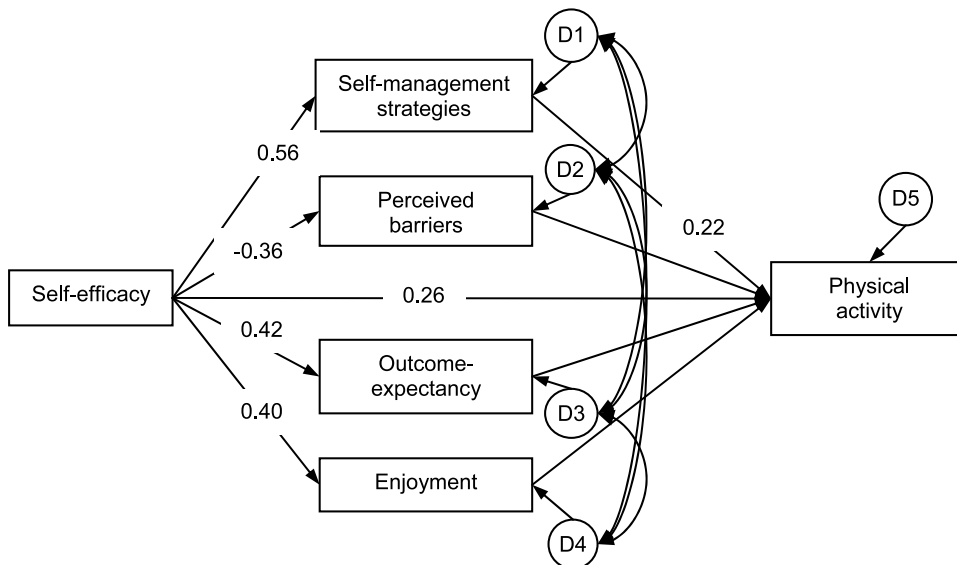 D1
Self-management
strategies
0.56
D2
Perceived
barriers
D5
0.22
-0.36
Self-efficacy
0.26
Physical
activity
0.42
Outcome-
expectancy
0.40
D3
Enjoyment
D4